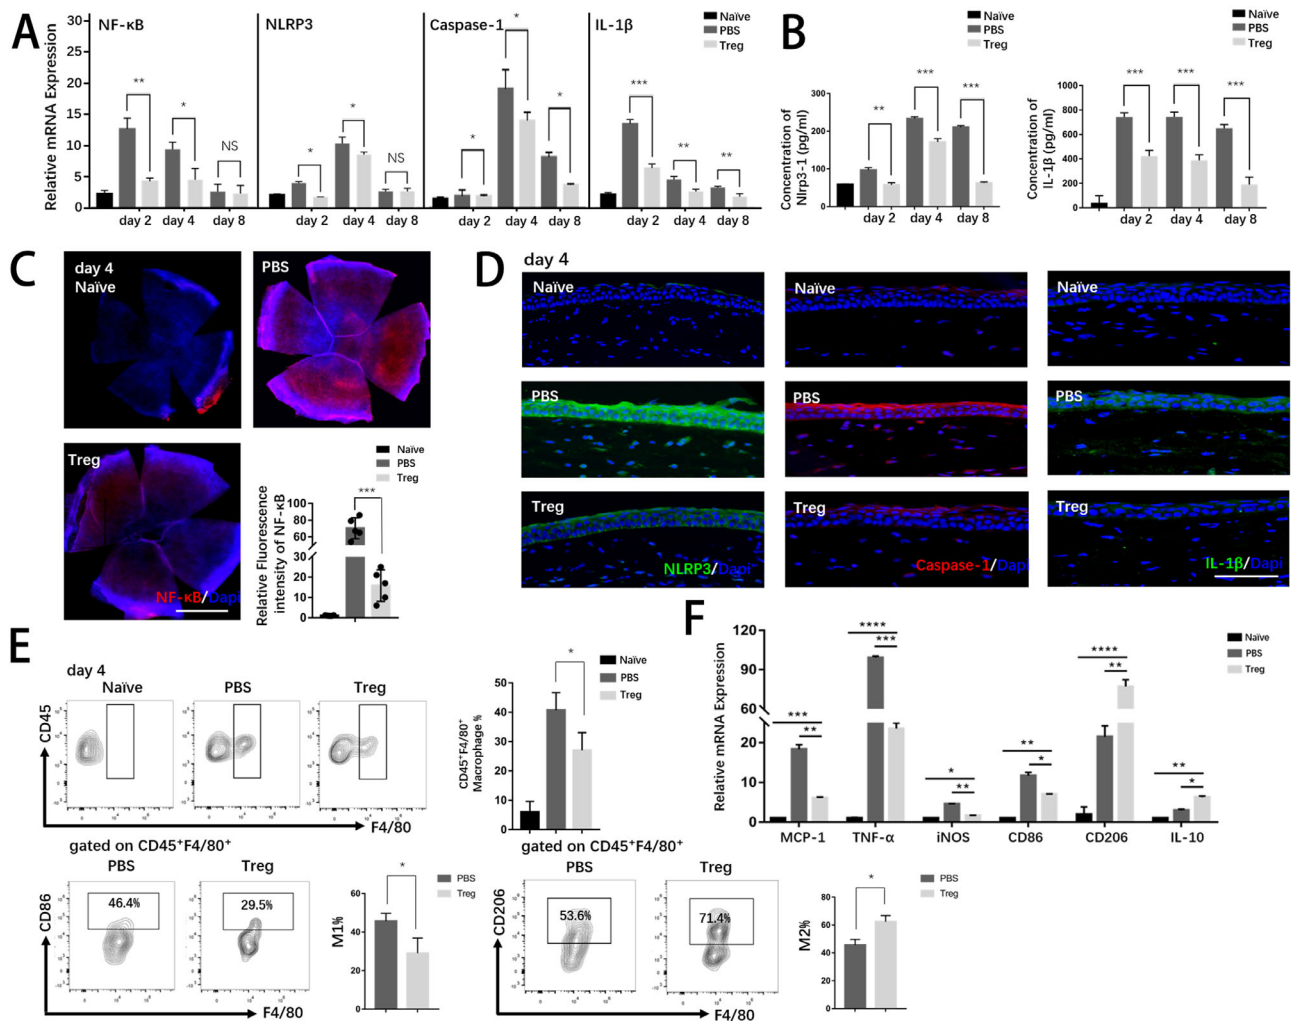 A
Relative mRNA Expression
30
25
20
15
10
5
0
NF-κB
NLRP3
Caspase-1
IL-1β
Naïve
PBS
Treg
** * NS
* * NS
* * *
*** ** **
day 2 day 4 day 8
day 2 day 4 day 8
day 2 day 4 day 8
day 2 day 4 day 8
B
Naïve
PBS
Treg
Concentration of
Nlrp3-1 (pg/ml)
300
200
100
0
** *** ***
day 2 day 4 day 8
Naïve
PBS
Treg
Concentration of
IL-1β (pg/ml)
1000
800
600
400
200
0
*** *** ***
day 2 day 4 day 8
C
day 4
Naïve
PBS
Treg
NF-κB/Dapi
Naïve
PBS
Treg
Relative Fluorescence
intensity of NF-κB
100
80
60
30
20
10
0
***
D
day 4
Naïve
Naïve
Naïve
PBS
PBS
PBS
Treg
Treg
Treg
NLRP3/Dapi
Caspase-1/Dapi
IL-1β/Dapi
E
day 4
Naïve PBS Treg
CD45
F4/80
Naïve
PBS
Treg
CD45⁺F4/80⁺
Macrophage %
50
40
30
20
10
0
*
gated on CD45⁺F4/80⁺
PBS Treg
46.4% 29.5%
CD86
F4/80
PBS
Treg
M1%
60
40
20
0
*
gated on CD45⁺F4/80⁺
PBS Treg
53.6% 71.4%
CD206
F4/80
PBS
Treg
M2%
80
60
40
20
0
*
F
Naïve
PBS
Treg
Relative mRNA Expression
120
90
60
40
20
0
*** **
**** ***
* **
** *
**** **
** *
MCP-1 TNF-α iNOS CD86 CD206 IL-10